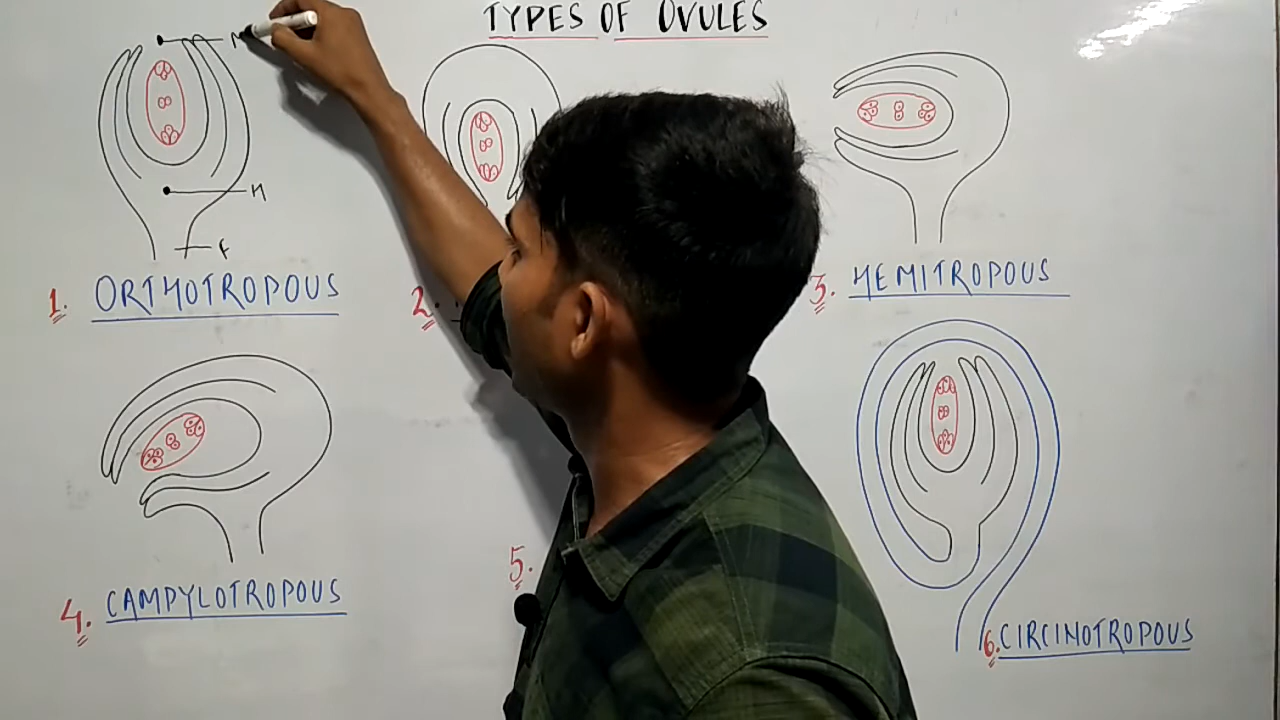 TYPES OF OVULES
M
M
F
1. ORTHOTROPOUS
2.
3. HEMITROPOUS
4. CAMPYLOTROPOUS
5.
6. CIRCINOTROPOUS